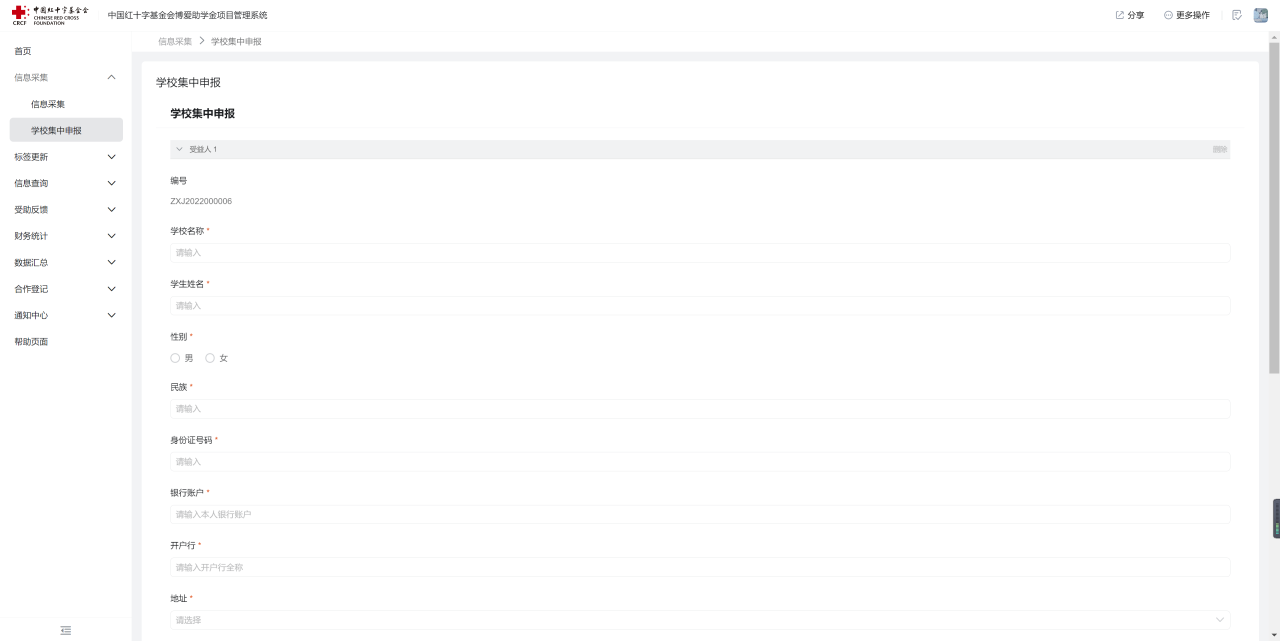 中国红十字基金会
CHINESE RED CROSS
FOUNDATION
CRCF
中国红十字基金会博爱助学金项目管理系统
分享
更多操作
首页
信息采集
信息采集
学校集中申报
标签更新
信息查询
受助反馈
财务统计
数据汇总
合作登记
通知中心
帮助页面
信息采集 > 学校集中申报
学校集中申报
学校集中申报
受益人 1
删除
编号
ZXJ2022000006
学校名称 *
请输入
学生姓名 *
请输入
性别 *
男 女
民族 *
请输入
身份证号码 *
请输入
银行账户 *
请输入本人银行账户
开户行 *
请输入开户行全称
地址 *
请选择